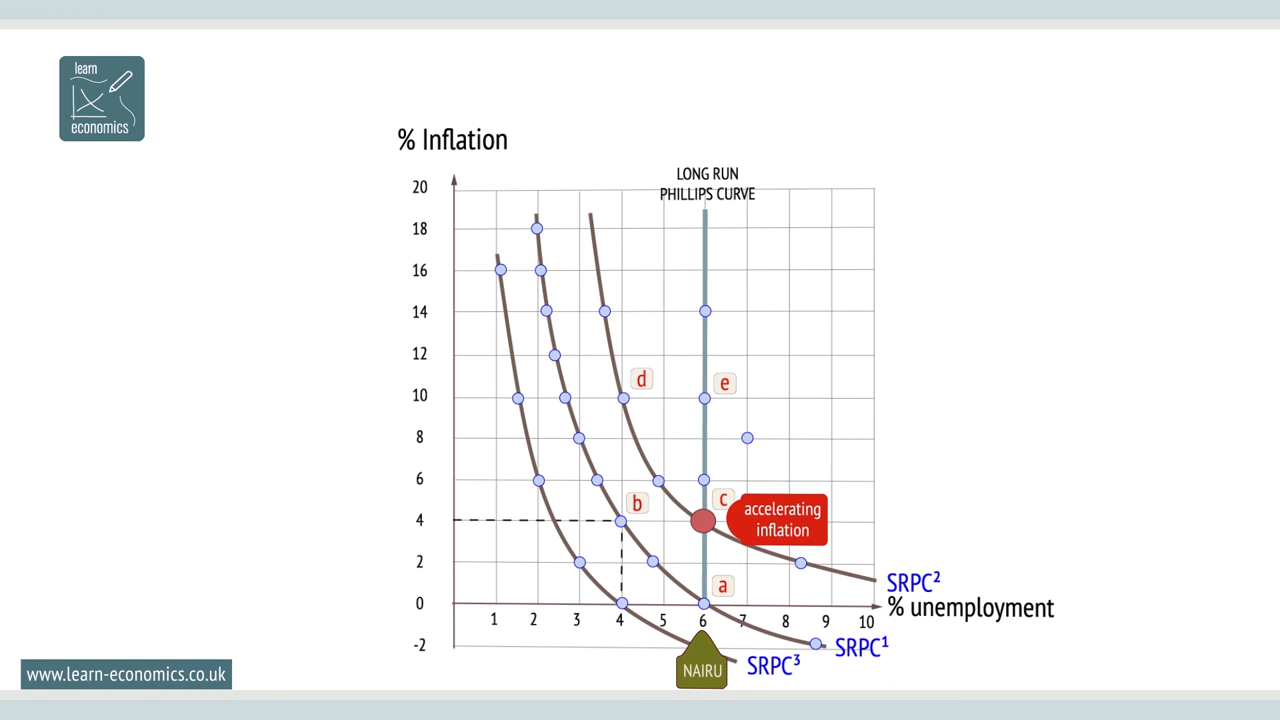 learn
economics
% Inflation
LONG RUN
PHILLIPS CURVE
20
18
16
14
12
10
8
6
4
2
0
-2
d
e
b
c
accelerating
inflation
a
SRPC²
% unemployment
1 2 3 4 5 6 7 8 9 10
SRPC¹
SRPC³
NAIRU
www.learn-economics.co.uk